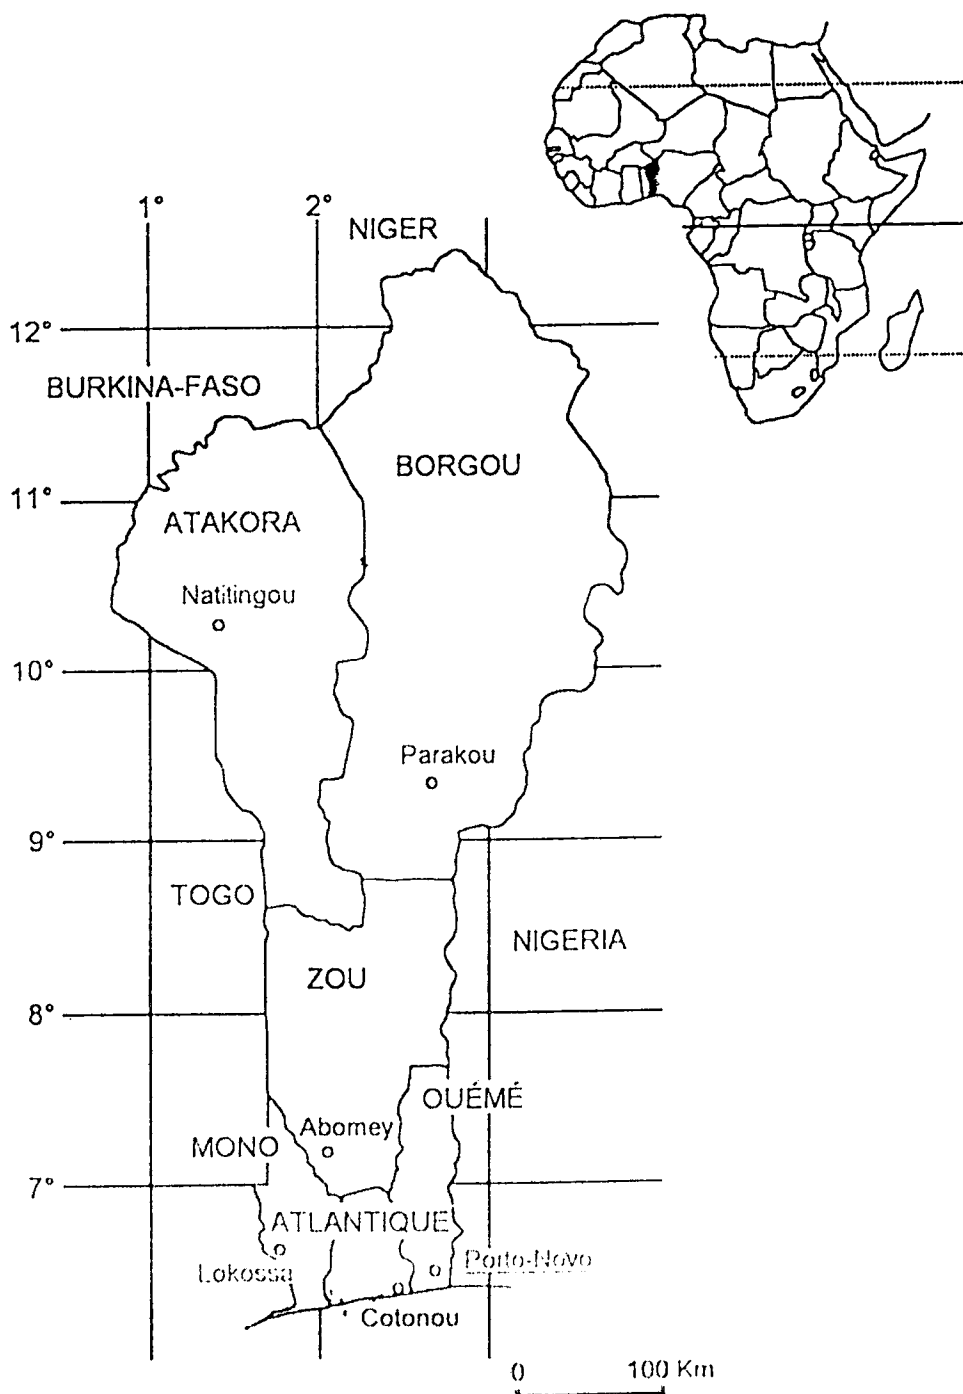 1° 2°
NIGER
12°
BURKINA-FASO
BORGOU
11°
ATAKORA
Natitingou
10°
Parakou
9°
TOGO
NIGERIA
ZOU
8°
OUÉMÉ
Abomey
MONO
7°
ATLANTIQUE
Lokossa
Porto-Novo
Cotonou
0 100 Km